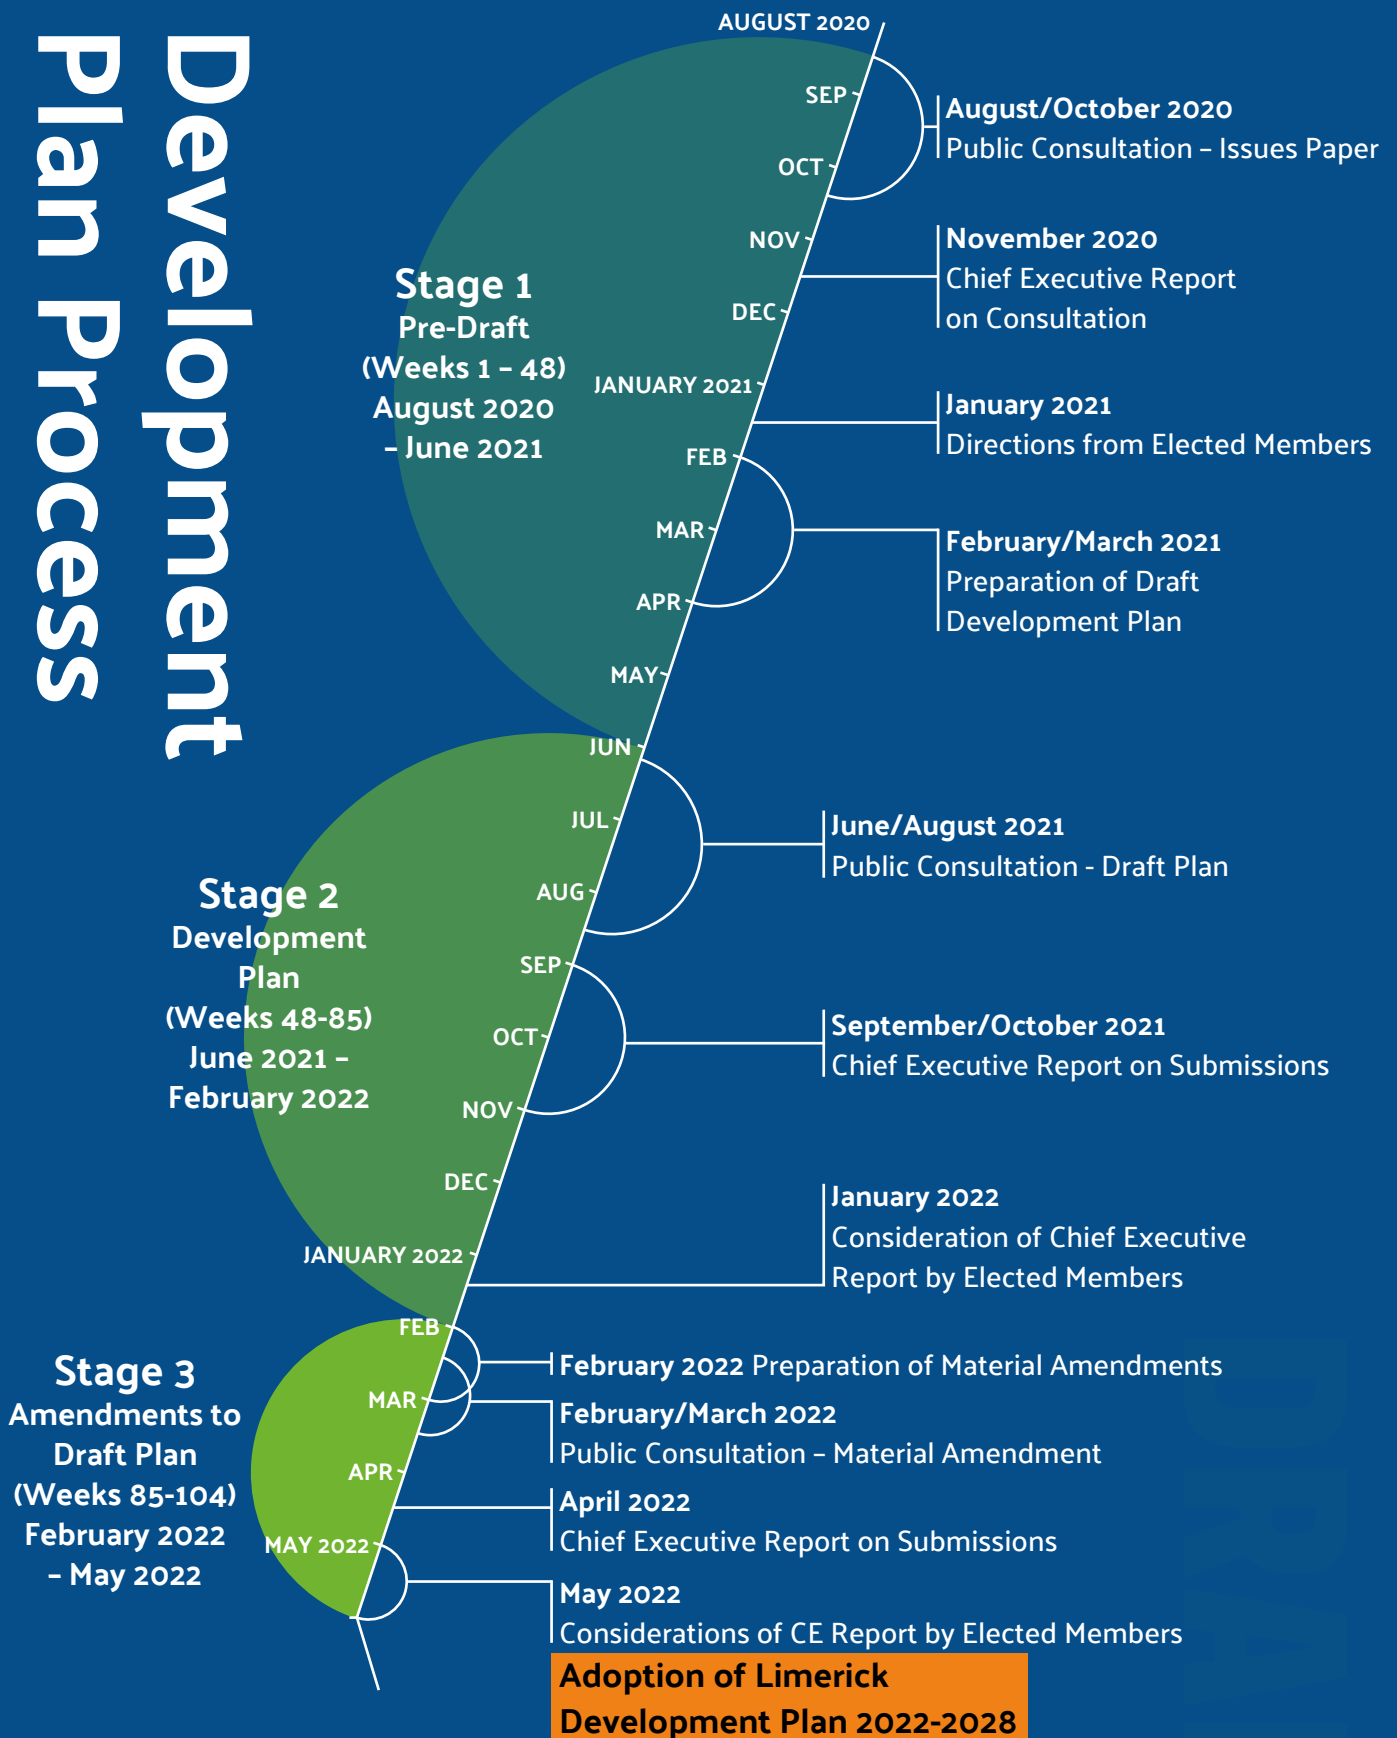 Development
Plan Process
AUGUST 2020
SEP
OCT
NOV
DEC
JANUARY 2021
FEB
MAR
APR
MAY
JUN
JUL
AUG
SEP
OCT
NOV
DEC
JANUARY 2022
FEB
MAR
APR
MAY 2022
Stage 1
Pre-Draft
(Weeks 1 – 48)
August 2020
– June 2021
August/October 2020
Public Consultation – Issues Paper
November 2020
Chief Executive Report
on Consultation
January 2021
Directions from Elected Members
February/March 2021
Preparation of Draft
Development Plan
Stage 2
Development
Plan
(Weeks 48-85)
June 2021 –
February 2022
June/August 2021
Public Consultation - Draft Plan
September/October 2021
Chief Executive Report on Submissions
January 2022
Consideration of Chief Executive
Report by Elected Members
Stage 3
Amendments to
Draft Plan
(Weeks 85-104)
February 2022
– May 2022
February 2022 Preparation of Material Amendments
February/March 2022
Public Consultation – Material Amendment
April 2022
Chief Executive Report on Submissions
May 2022
Considerations of CE Report by Elected Members
Adoption of Limerick
Development Plan 2022-2028